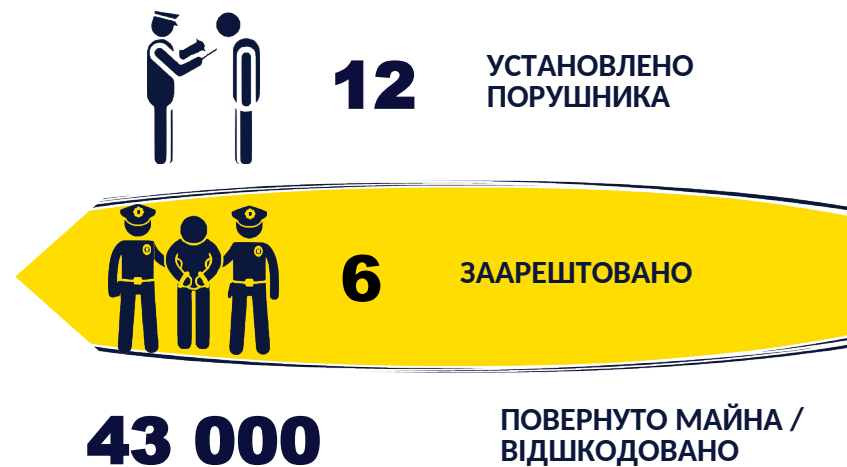 12
УСТАНОВЛЕНО
ПОРУШНИКА
6
ЗААРЕШТОВАНО
43 000
ПОВЕРНУТО МАЙНА /
ВІДШКОДОВАНО